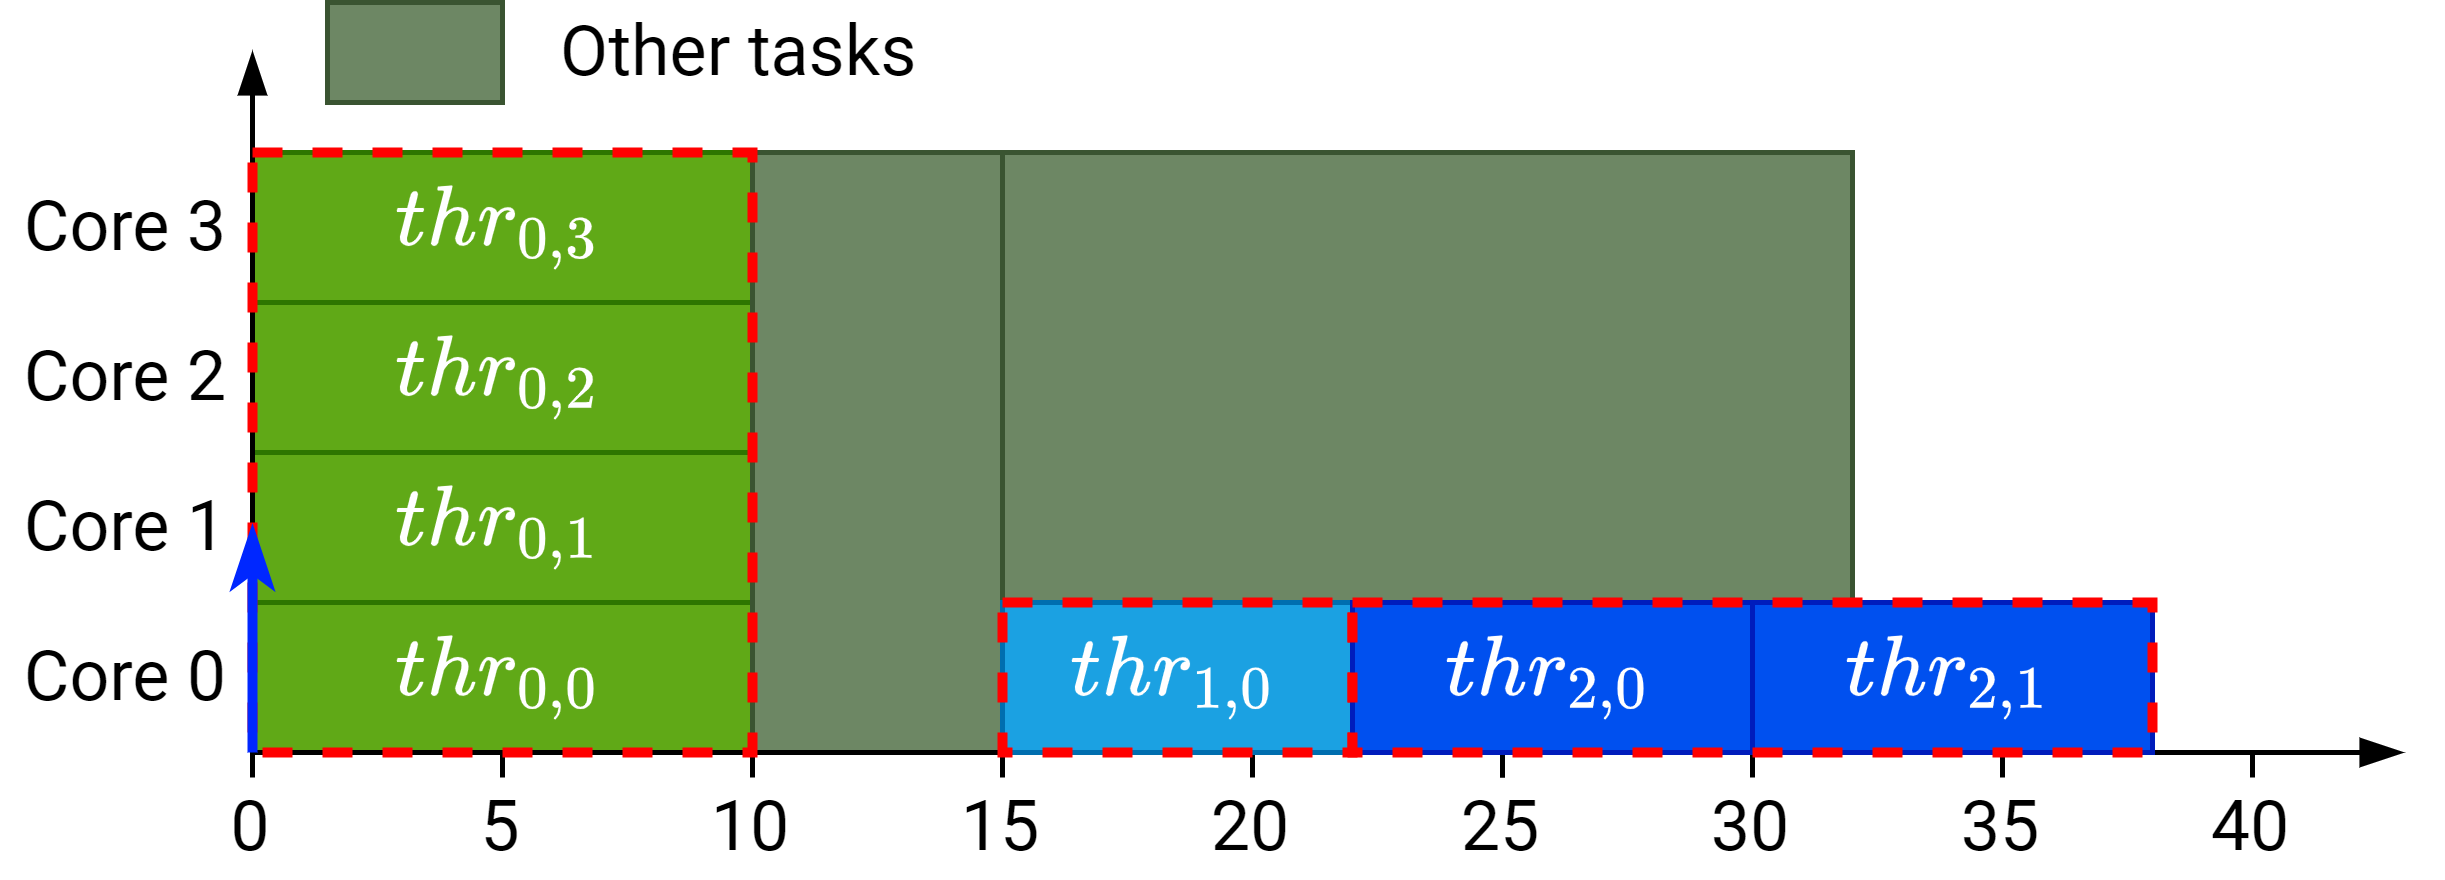 Other tasks
Core 3 thr0,3
Core 2 thr0,2
Core 1 thr0,1
Core 0 thr0,0 thr1,0 thr2,0 thr2,1
0 5 10 15 20 25 30 35 40